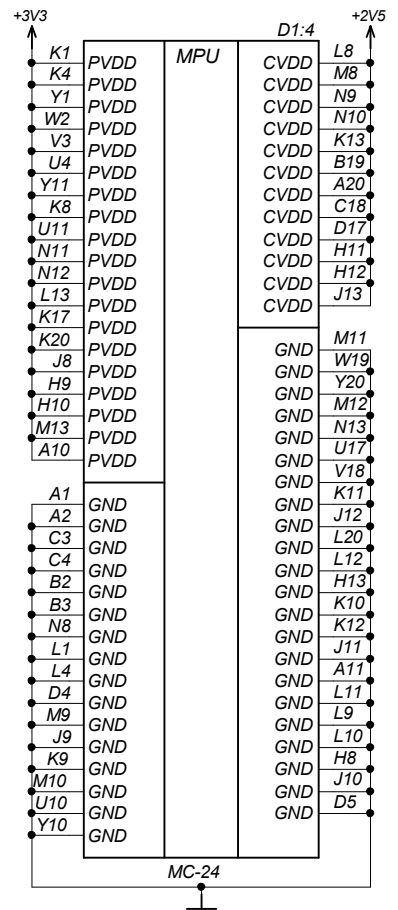 +3V3 +2V5
D1:4
MPU
K1 PVDD CVDD L8
K4 PVDD CVDD M8
Y1 PVDD CVDD N9
W2 PVDD CVDD N10
V3 PVDD CVDD K13
U4 PVDD CVDD B19
Y11 PVDD CVDD A20
K8 PVDD CVDD C18
U11 PVDD CVDD D17
N11 PVDD CVDD H11
N12 PVDD CVDD H12
L13 PVDD CVDD J13
K17 PVDD
K20 PVDD GND M11
J8 PVDD GND W19
H9 PVDD GND Y20
H10 PVDD GND M12
M13 PVDD GND N13
A10 PVDD GND U17
GND V18
A1 GND GND K11
A2 GND GND J12
C3 GND GND L20
C4 GND GND L12
B2 GND GND H13
B3 GND GND K10
N8 GND GND K12
L1 GND GND J11
L4 GND GND A11
D4 GND GND L11
M9 GND GND L9
J9 GND GND L10
K9 GND GND H8
M10 GND GND J10
U10 GND GND D5
Y10 GND
MC-24